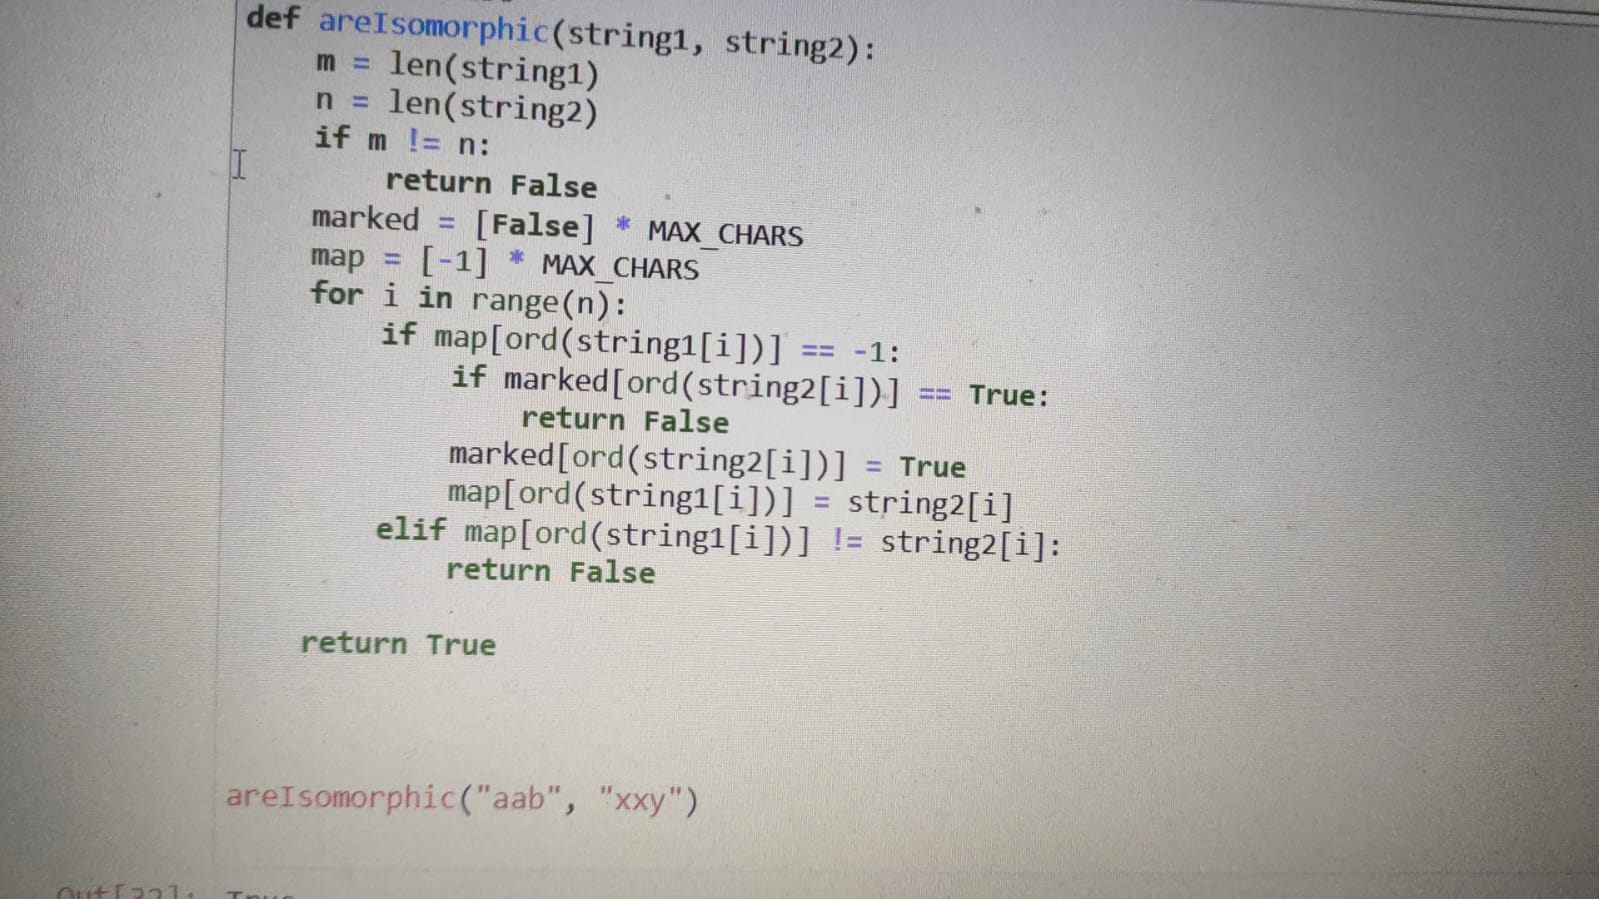 def areIsomorphic(string1, string2):
    m = len(string1)
    n = len(string2)
    if m != n:
        return False
    marked = [False] * MAX_CHARS
    map = [-1] * MAX_CHARS
    for i in range(n):
        if map[ord(string1[i])] == -1:
            if marked[ord(string2[i])] == True:
                return False
            marked[ord(string2[i])] = True
            map[ord(string1[i])] = string2[i]
        elif map[ord(string1[i])] != string2[i]:
            return False
    return True
areIsomorphic("aab", "xxy")
Out[32]: True